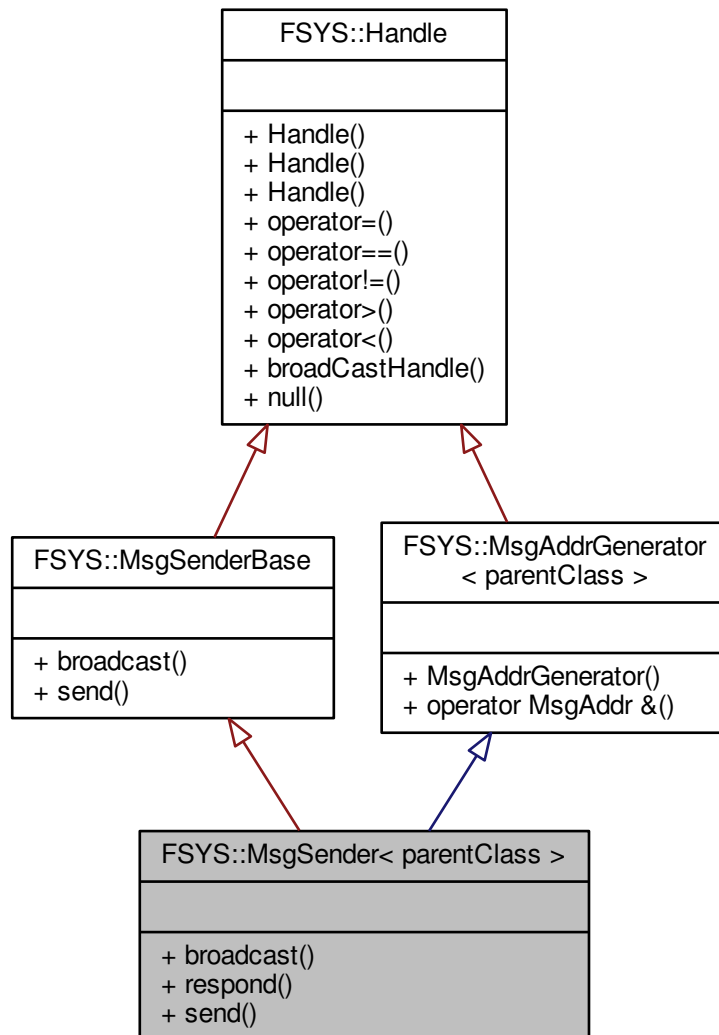 FSYS::Handle
+ Handle()
+ Handle()
+ Handle()
+ operator=()
+ operator==()
+ operator!=()
+ operator>()
+ operator<()
+ broadCastHandle()
+ null()
FSYS::MsgSenderBase
+ broadcast()
+ send()
FSYS::MsgAddrGenerator
< parentClass >
+ MsgAddrGenerator()
+ operator MsgAddr &()
FSYS::MsgSender< parentClass >
+ broadcast()
+ respond()
+ send()